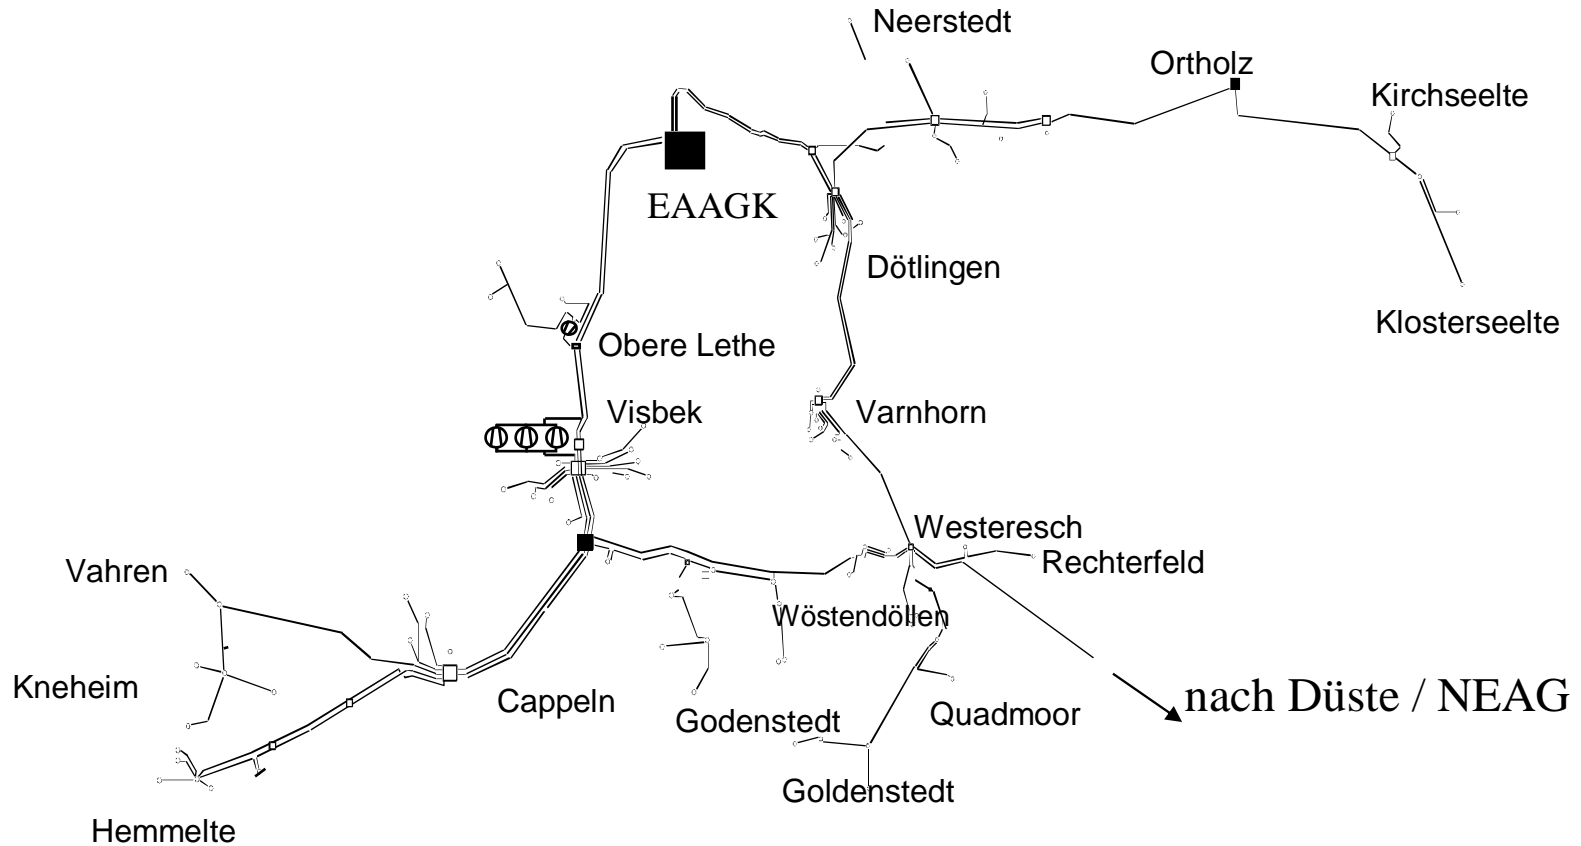 Neerstedt
Ortholz
Kirchseelte
EAAGK
Dötlingen
Klosterseelte
Obere Lethe
Visbek
Varnhorn
Westeresch
Rechterfeld
Vahren
Wöstendöllen
Kneheim
Cappeln
Godenstedt
Quadmoor
nach Düste / NEAG
Goldenstedt
Hemmelte